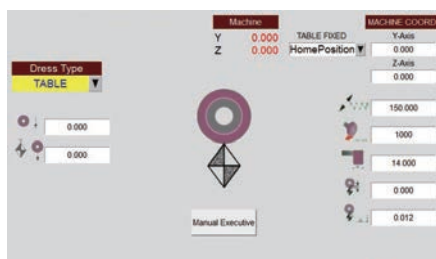 Machine
Y 0.000
Z 0.000
TABLE FIXED
HomePosition
MACHINE COORD
Y-Axis
0.000
Z-Axis
0.000
Dress Type
TABLE
0.000
0.000
150.000
1000
14.000
0.000
0.012
Manual Executive